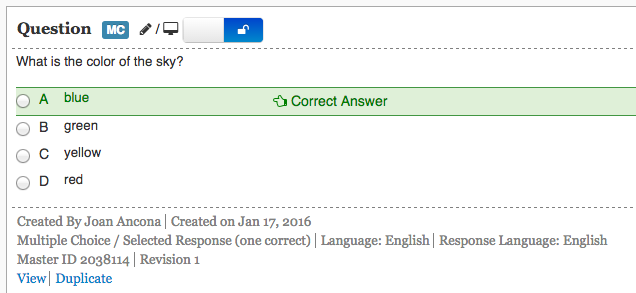 Question MC /
What is the color of the sky?
A blue Correct Answer
B green
C yellow
D red
Created By Joan Ancona | Created on Jan 17, 2016
Multiple Choice / Selected Response (one correct) | Language: English | Response Language: English
Master ID 2038114 | Revision 1
View | Duplicate